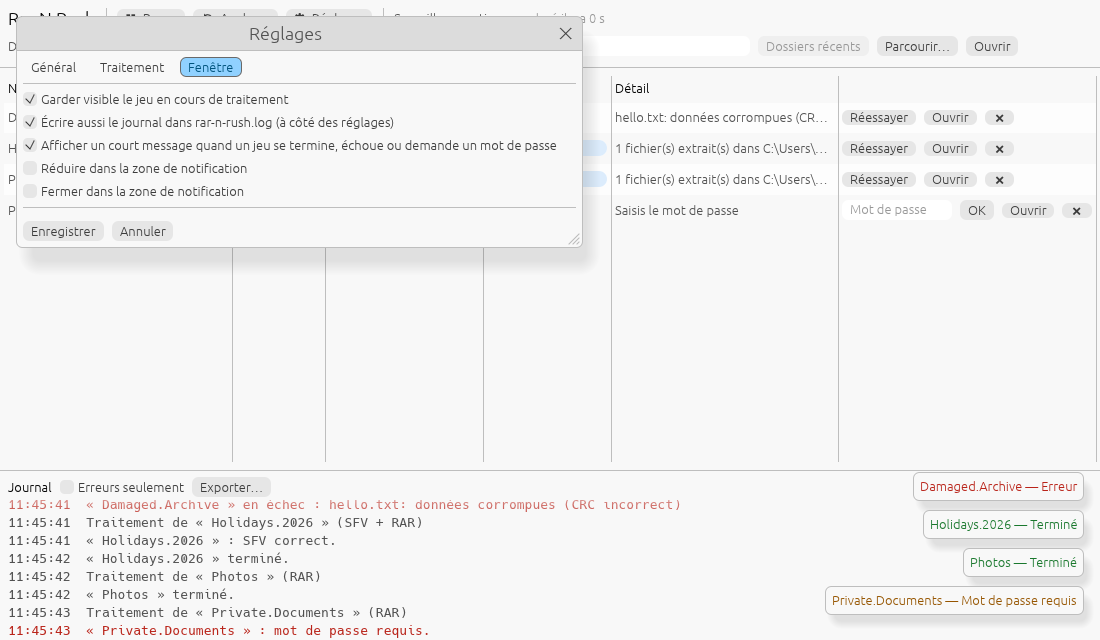 à 0 s
Réglages
Dossiers récents Parcourir... Ouvrir
Général Traitement Fenêtre
Garder visible le jeu en cours de traitement
Écrire aussi le journal dans rar-n-rush.log (à côté des réglages)
Afficher un court message quand un jeu se termine, échoue ou demande un mot de passe
Réduire dans la zone de notification
Fermer dans la zone de notification
Enregistrer Annuler
Détail
hello.txt: données corrompues (CR… Réessayer Ouvrir ×
1 fichier(s) extrait(s) dans C:\Users\… Réessayer Ouvrir ×
1 fichier(s) extrait(s) dans C:\Users\… Réessayer Ouvrir ×
Saisis le mot de passe Mot de passe OK Ouvrir ×
Journal Erreurs seulement Exporter…
11:45:41 « Damaged.Archive » en échec : hello.txt: données corrompues (CRC incorrect)
11:45:41 Traitement de « Holidays.2026 » (SFV + RAR)
11:45:41 « Holidays.2026 » : SFV correct.
11:45:42 « Holidays.2026 » terminé.
11:45:42 Traitement de « Photos » (RAR)
11:45:42 « Photos » terminé.
11:45:43 Traitement de « Private.Documents » (RAR)
11:45:43 « Private.Documents » : mot de passe requis.
Damaged.Archive — Erreur
Holidays.2026 — Terminé
Photos — Terminé
Private.Documents — Mot de passe requis